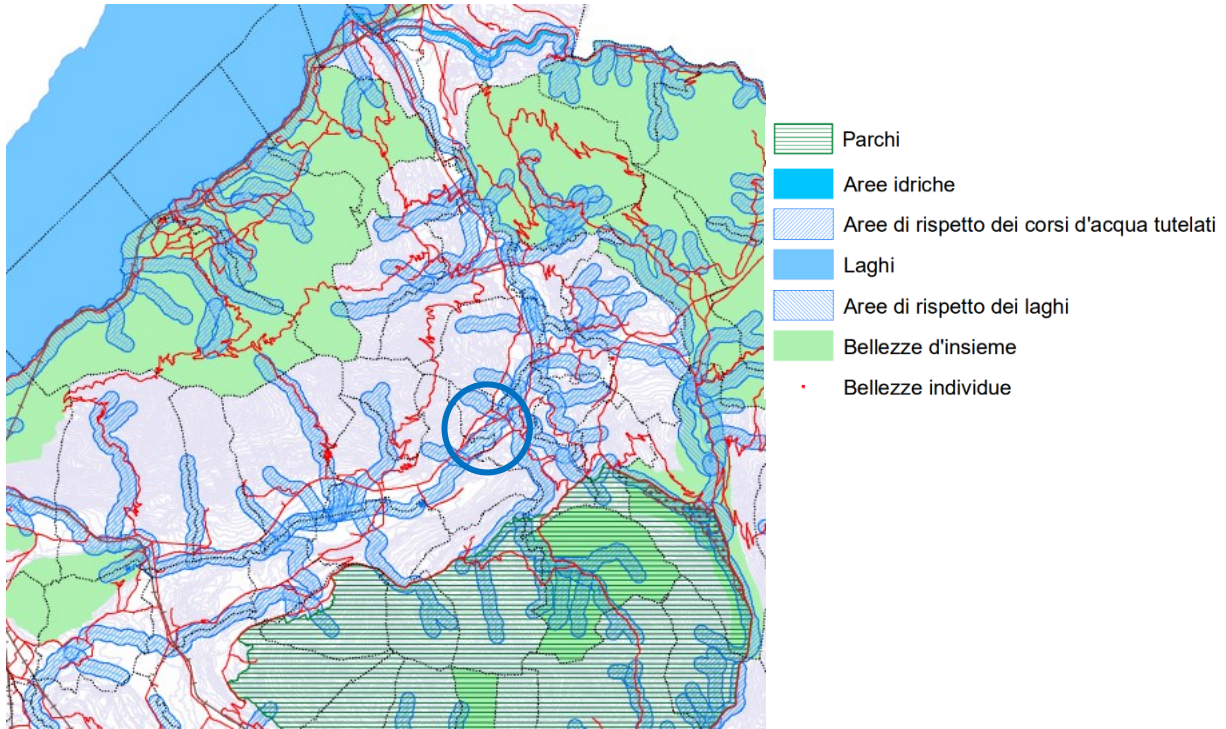 Parchi
Aree idriche
Aree di rispetto dei corsi d'acqua tutelati
Laghi
Aree di rispetto dei laghi
Bellezze d'insieme
Bellezze individue